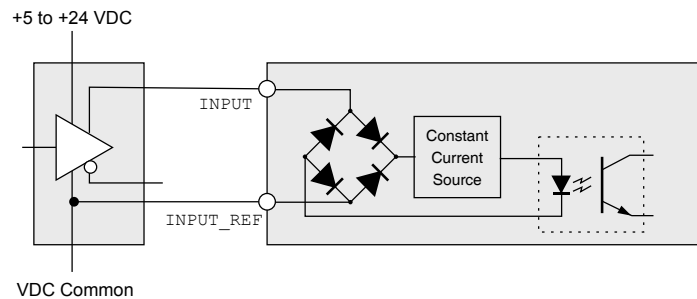 +5 to +24 VDC
INPUT
Constant
Current
Source
INPUT_REF
VDC Common